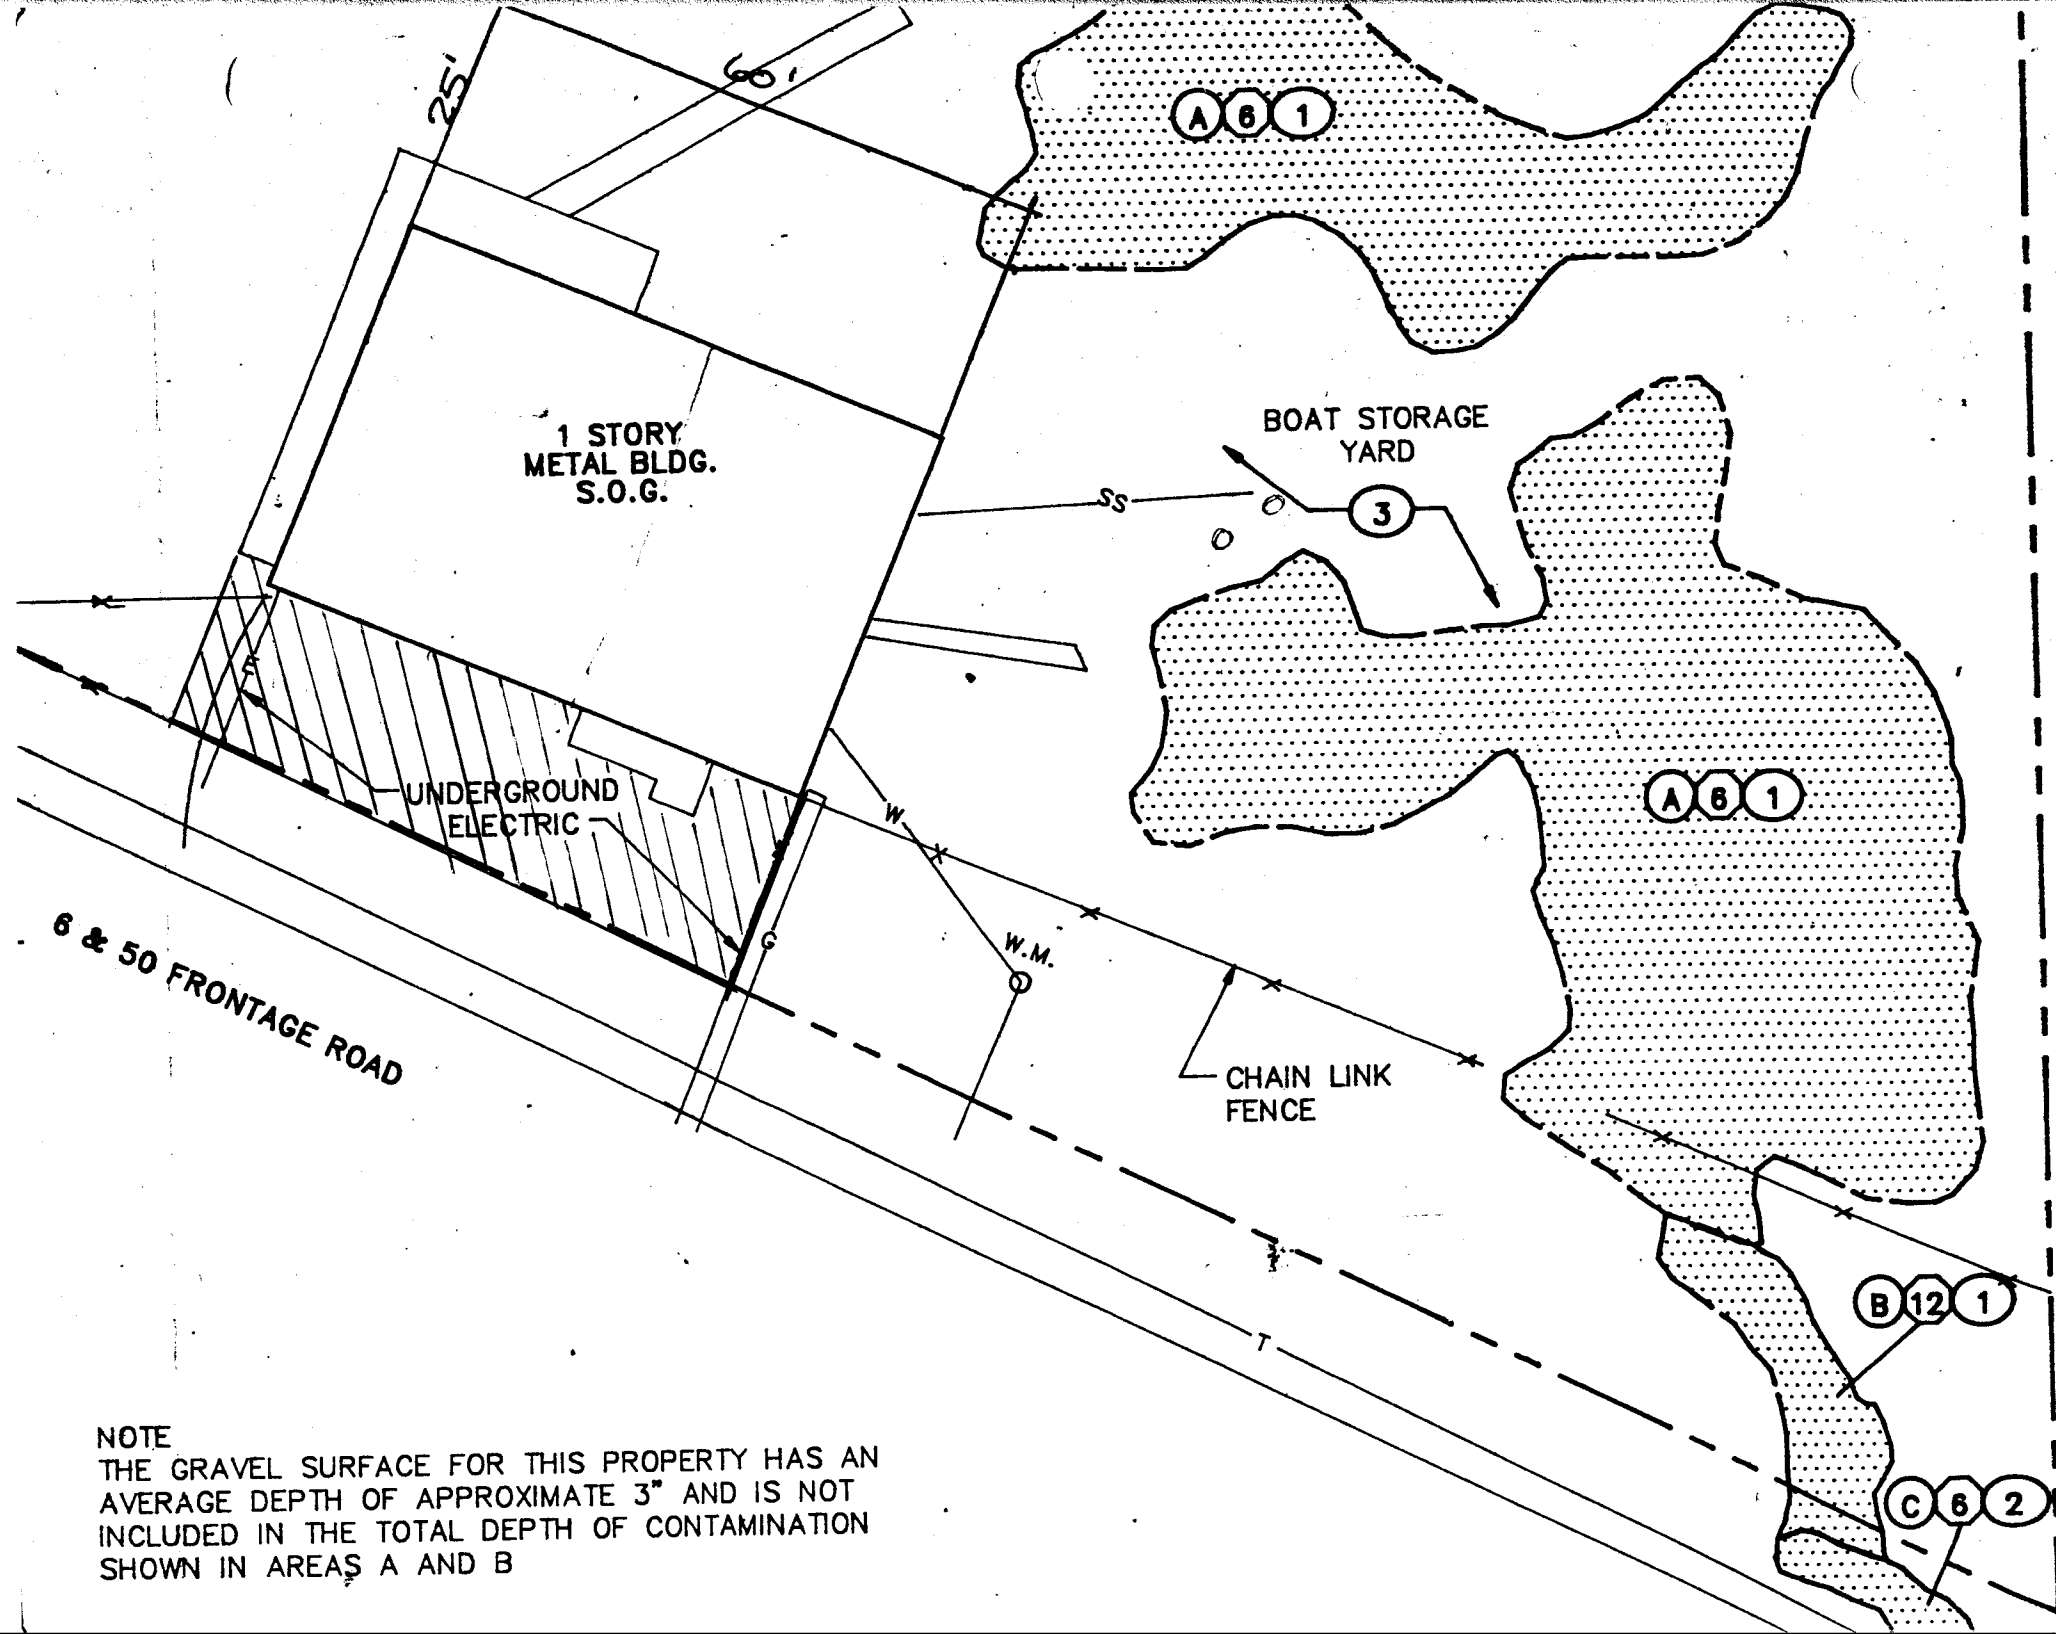 25'
60'
A 6 1
1 STORY
METAL BLDG.
S.O.G.
BOAT STORAGE
YARD
3
SS
E
UNDERGROUND
ELECTRIC
W
G
W.M.
A 6 1
6 & 50 FRONTAGE ROAD
CHAIN LINK
FENCE
B 12 1
T
C 6 2
NOTE
THE GRAVEL SURFACE FOR THIS PROPERTY HAS AN
AVERAGE DEPTH OF APPROXIMATE 3" AND IS NOT
INCLUDED IN THE TOTAL DEPTH OF CONTAMINATION
SHOWN IN AREAS A AND B